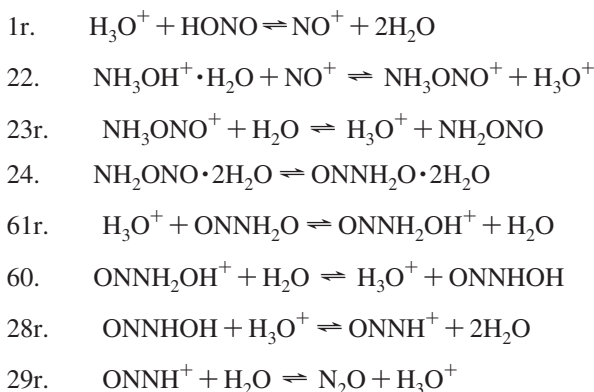 1r. H₃O⁺ + HONO ⇌ NO⁺ + 2H₂O
22. NH₃OH⁺·H₂O + NO⁺ ⇌ NH₃ONO⁺ + H₃O⁺
23r. NH₃ONO⁺ + H₂O ⇌ H₃O⁺ + NH₂ONO
24. NH₂ONO·2H₂O ⇌ ONNH₂O·2H₂O
61r. H₃O⁺ + ONNH₂O ⇌ ONNH₂OH⁺ + H₂O
60. ONNH₂OH⁺ + H₂O ⇌ H₃O⁺ + ONNHOH
28r. ONNHOH + H₃O⁺ ⇌ ONNH⁺ + 2H₂O
29r. ONNH⁺ + H₂O ⇌ N₂O + H₃O⁺